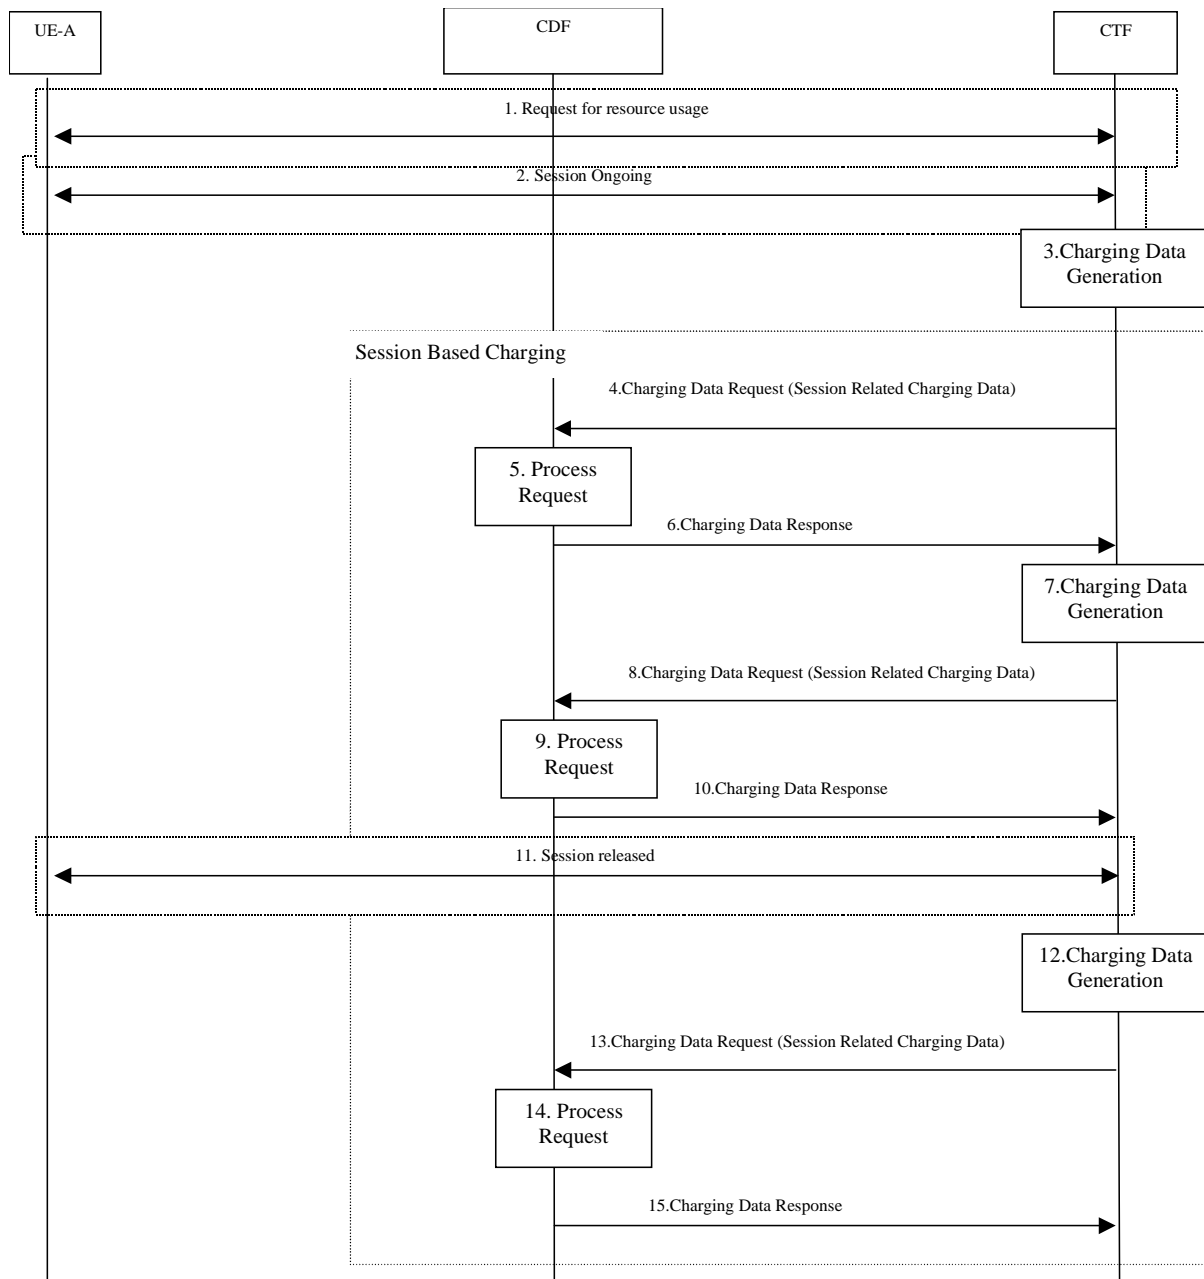 UE-A
CDF
CTF
1. Request for resource usage
2. Session Ongoing
3.Charging Data
Generation
Session Based Charging
4.Charging Data Request (Session Related Charging Data)
5. Process
Request
6.Charging Data Response
7.Charging Data
Generation
8.Charging Data Request (Session Related Charging Data)
9. Process
Request
10.Charging Data Response
11. Session released
12.Charging Data
Generation
13.Charging Data Request (Session Related Charging Data)
14. Process
Request
15.Charging Data Response